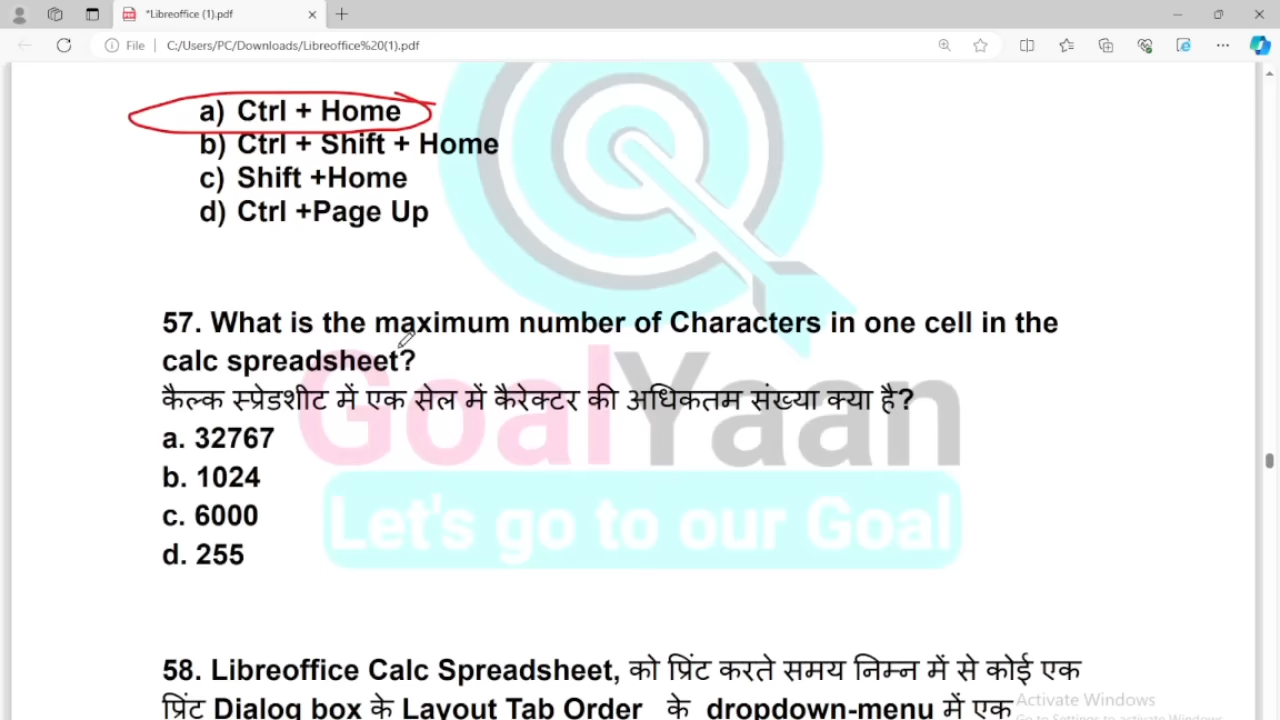 *Libreoffice (1).pdf
File
C:/Users/PC/Downloads/Libreoffice%20(1).pdf
a) Ctrl + Home
b) Ctrl + Shift + Home
c) Shift +Home
d) Ctrl +Page Up
57. What is the maximum number of Characters in one cell in the
calc spreadsheet?
कैल्क स्प्रेडशीट में एक सेल में कैरेक्टर की अधिकतम संख्या क्या है?
a. 32767
GoalYaan
b. 1024
c. 6000
Let's go to our Goal
d. 255
58. Libreoffice Calc Spreadsheet, को प्रिंट करते समय निम्न में से कोई एक
प्रिंट Dialog box के Layout Tab Order के dropdown-menu में एक
Activate Windows